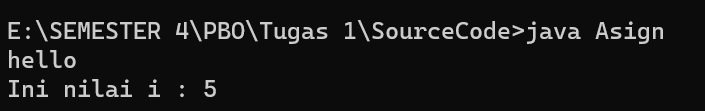 E:\SEMESTER 4\PBO\Tugas 1\SourceCode>java Asign
hello
Ini nilai i : 5